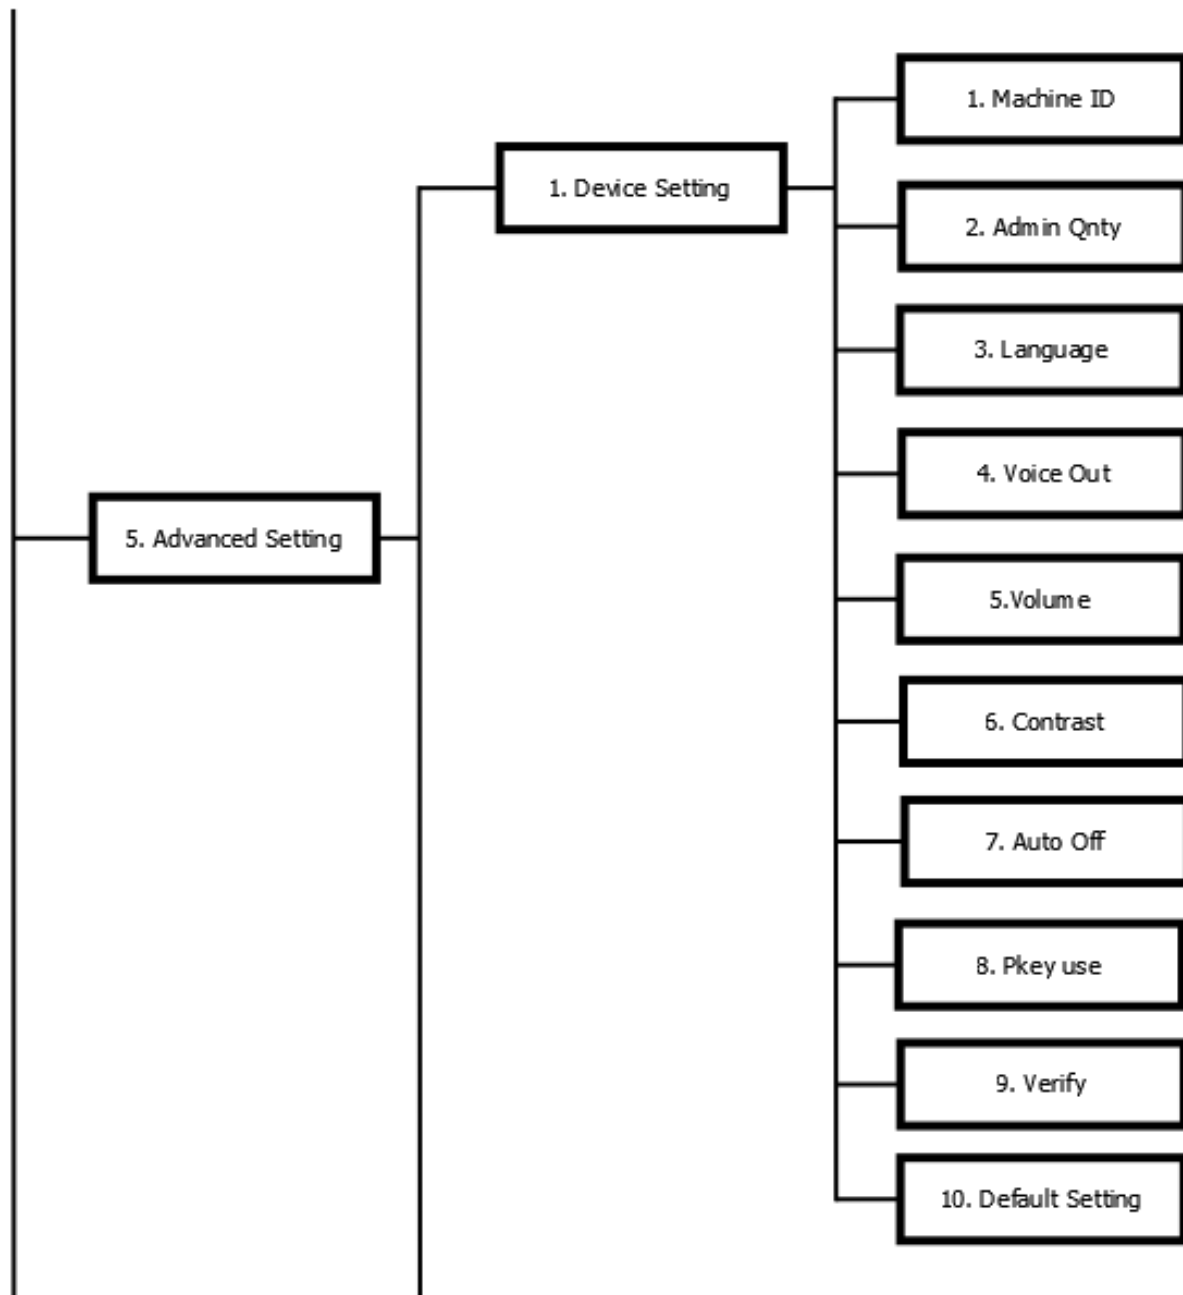 1. Machine ID
1. Device Setting
2. Admin Qnty
3. Language
4. Voice Out
5. Advanced Setting
5.Volume
6. Contrast
7. Auto Off
8. Pkey use
9. Verify
10. Default Setting